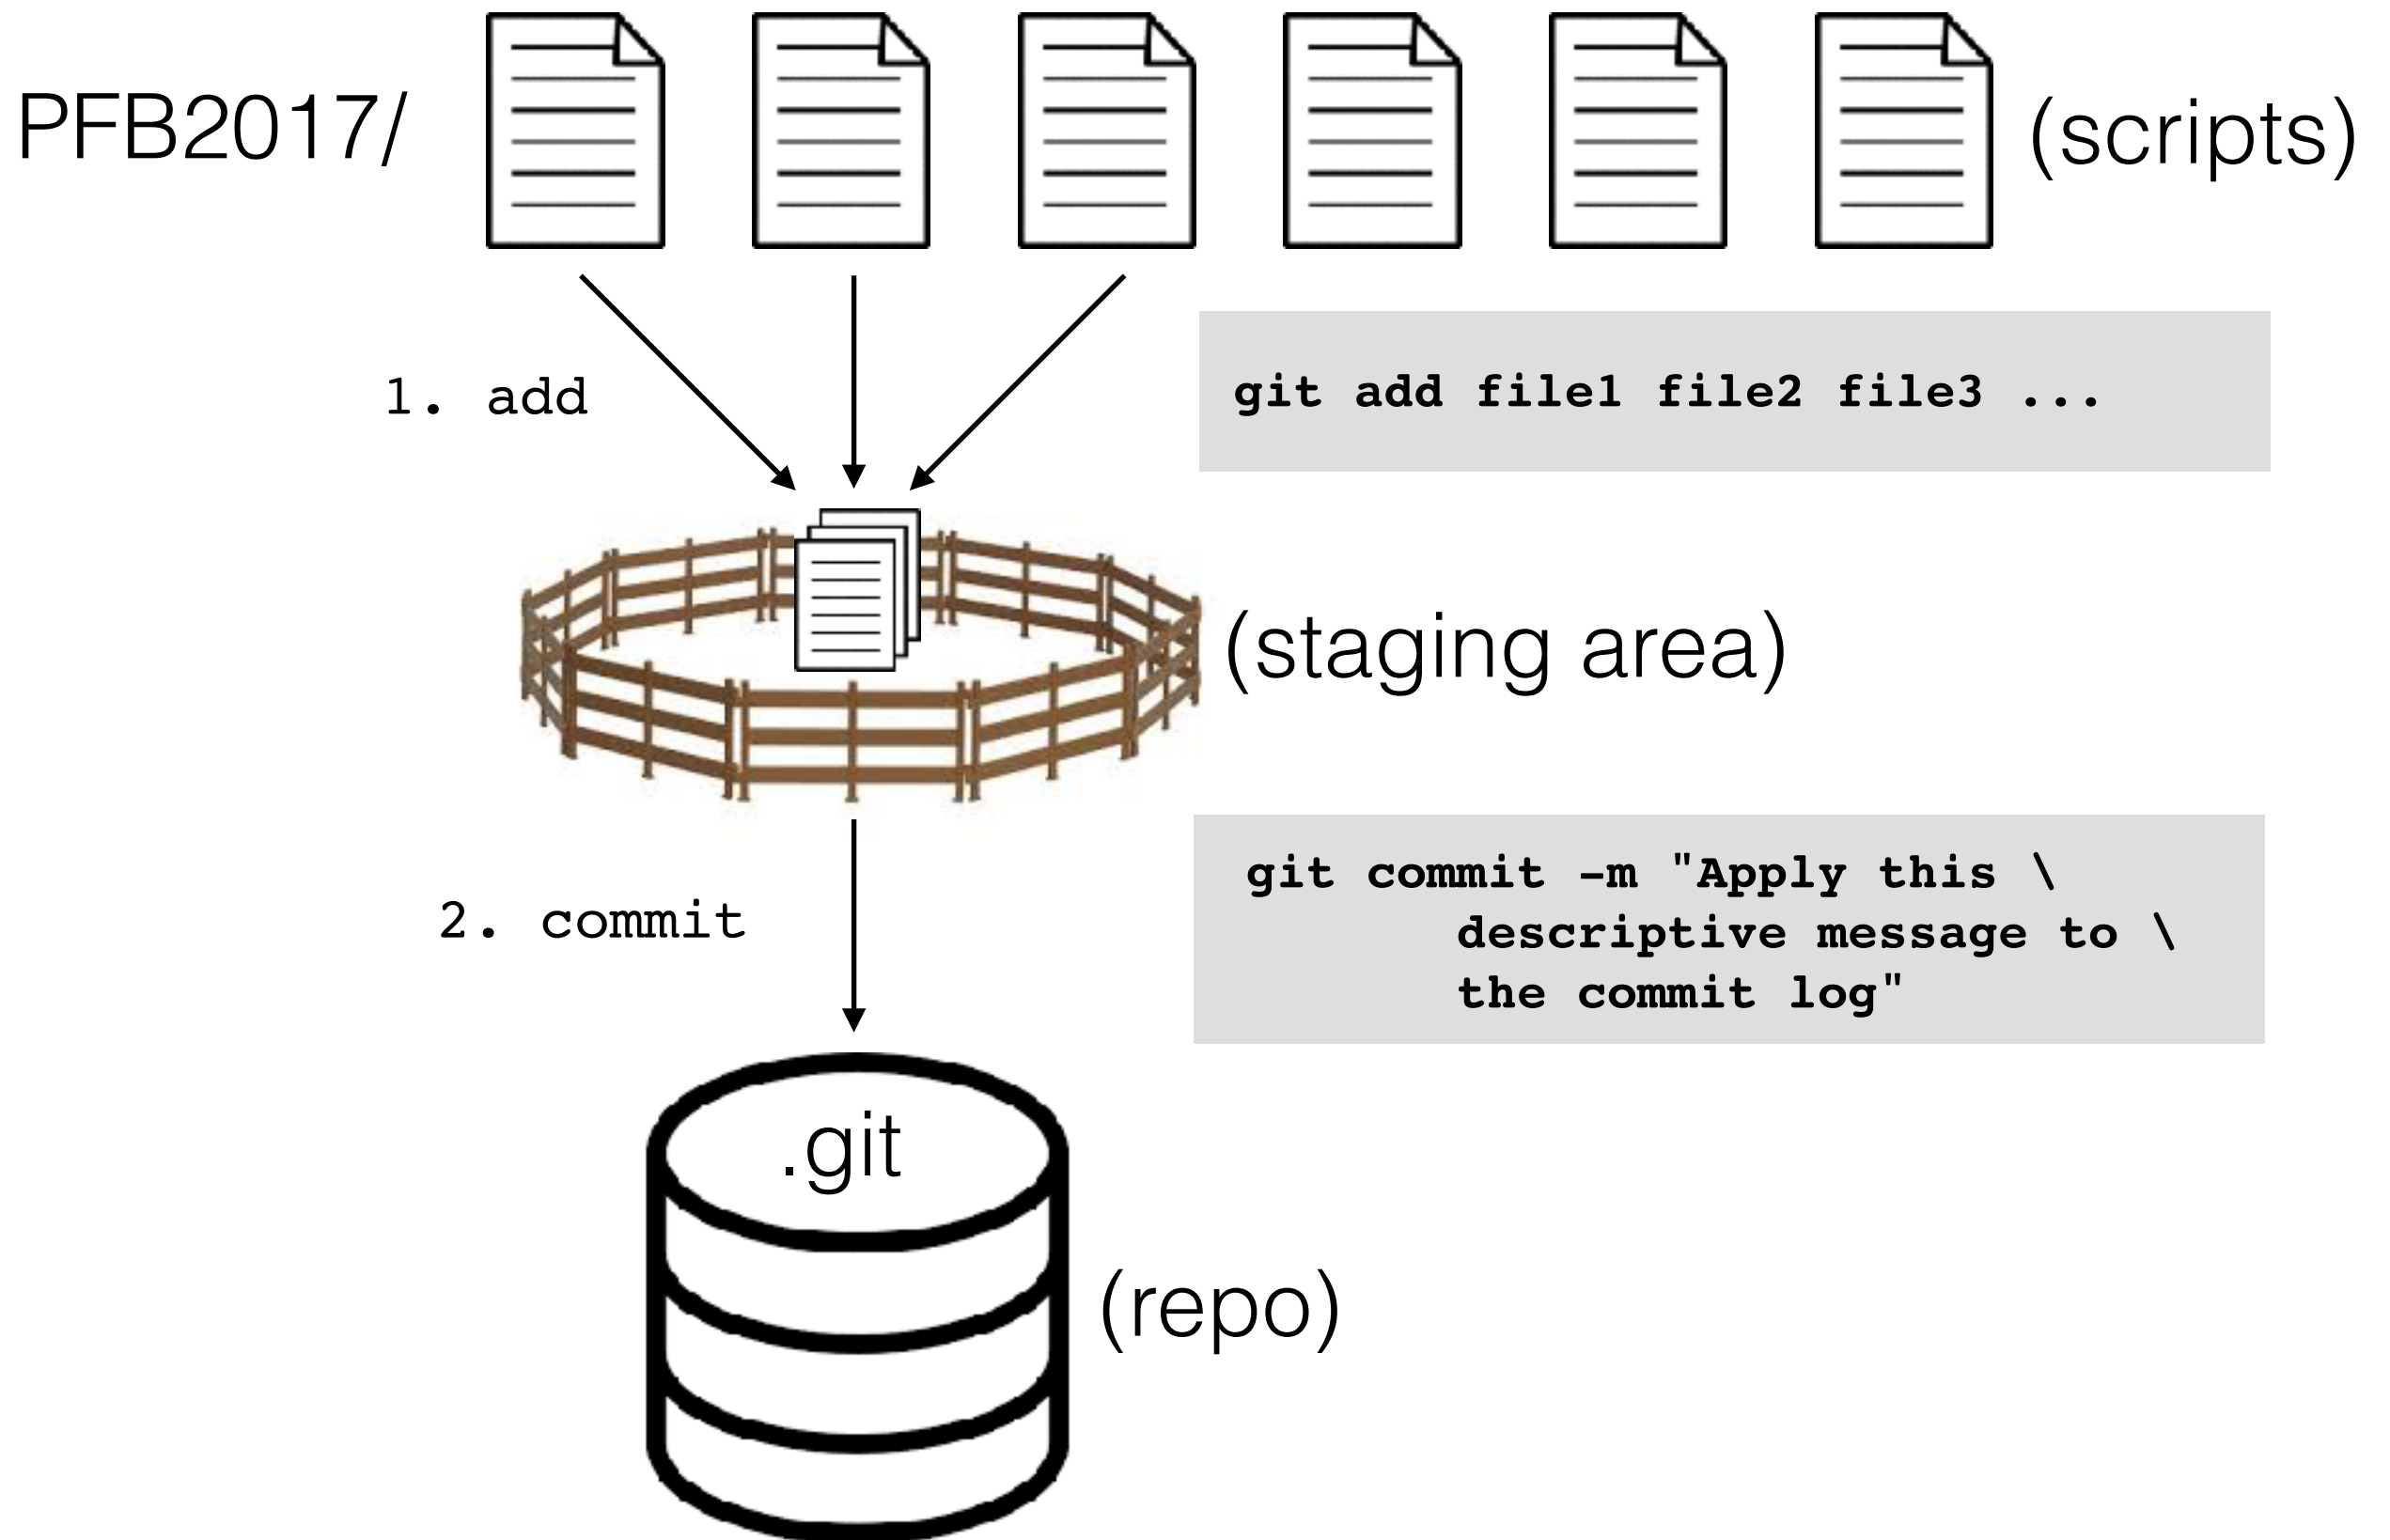 PFB2017/
(scripts)
1. add
git add file1 file2 file3 ...
(staging area)
2. commit
git commit -m "Apply this \
descriptive message to \
the commit log"
.git
(repo)